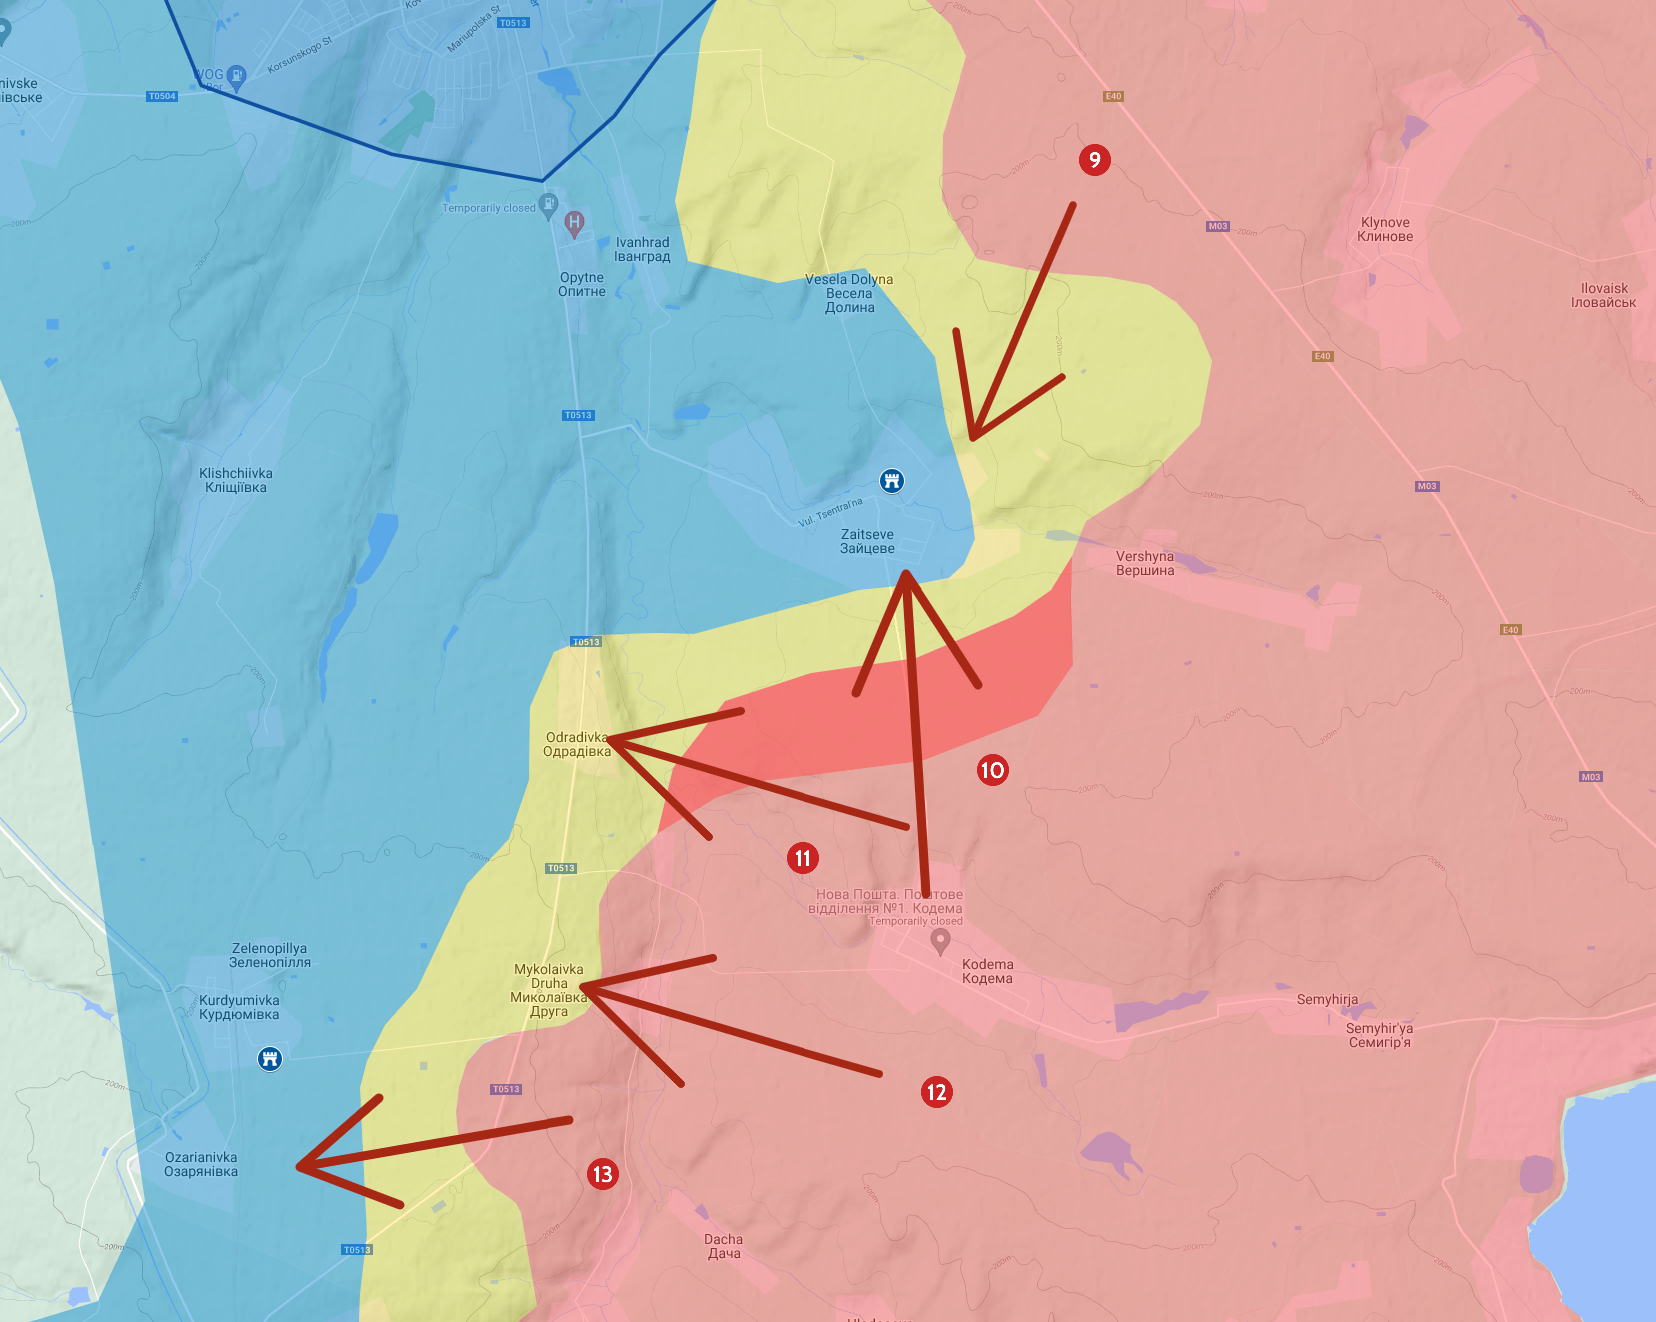 T0513
Mariupolska St
Korsunskogo St
WOG
nivske
івське
T0504
E40
9
Temporarily closed
H
Ivanhrad
Іванград
Opytne
Опитне
M03
Klynove
Клинове
Vesela Dolyna
Весела
Долина
Ilovaisk
Іловайськ
200m
E40
T0513
Klishchiivka
Кліщіївка
M03
Vul. Tsentral'na
Zaitseve
Зайцеве
Vershyna
Вершина
T0513
E40
Odradivka
Одрадівка
10
M03
11
T0513
Нова Пошта. Поштове
відділення №1. Кодема
Temporarily closed
Zelenopillya
Зеленопілля
Mykolaivka
Druha
Миколаївка
Друга
Kodema
Кодема
Kurdyumivka
Курдюмівка
Semyhirja
Semyhir'ya
Семигір'я
T0513
12
Ozarianivka
Озарянівка
13
T0513
Dacha
Дача
200m